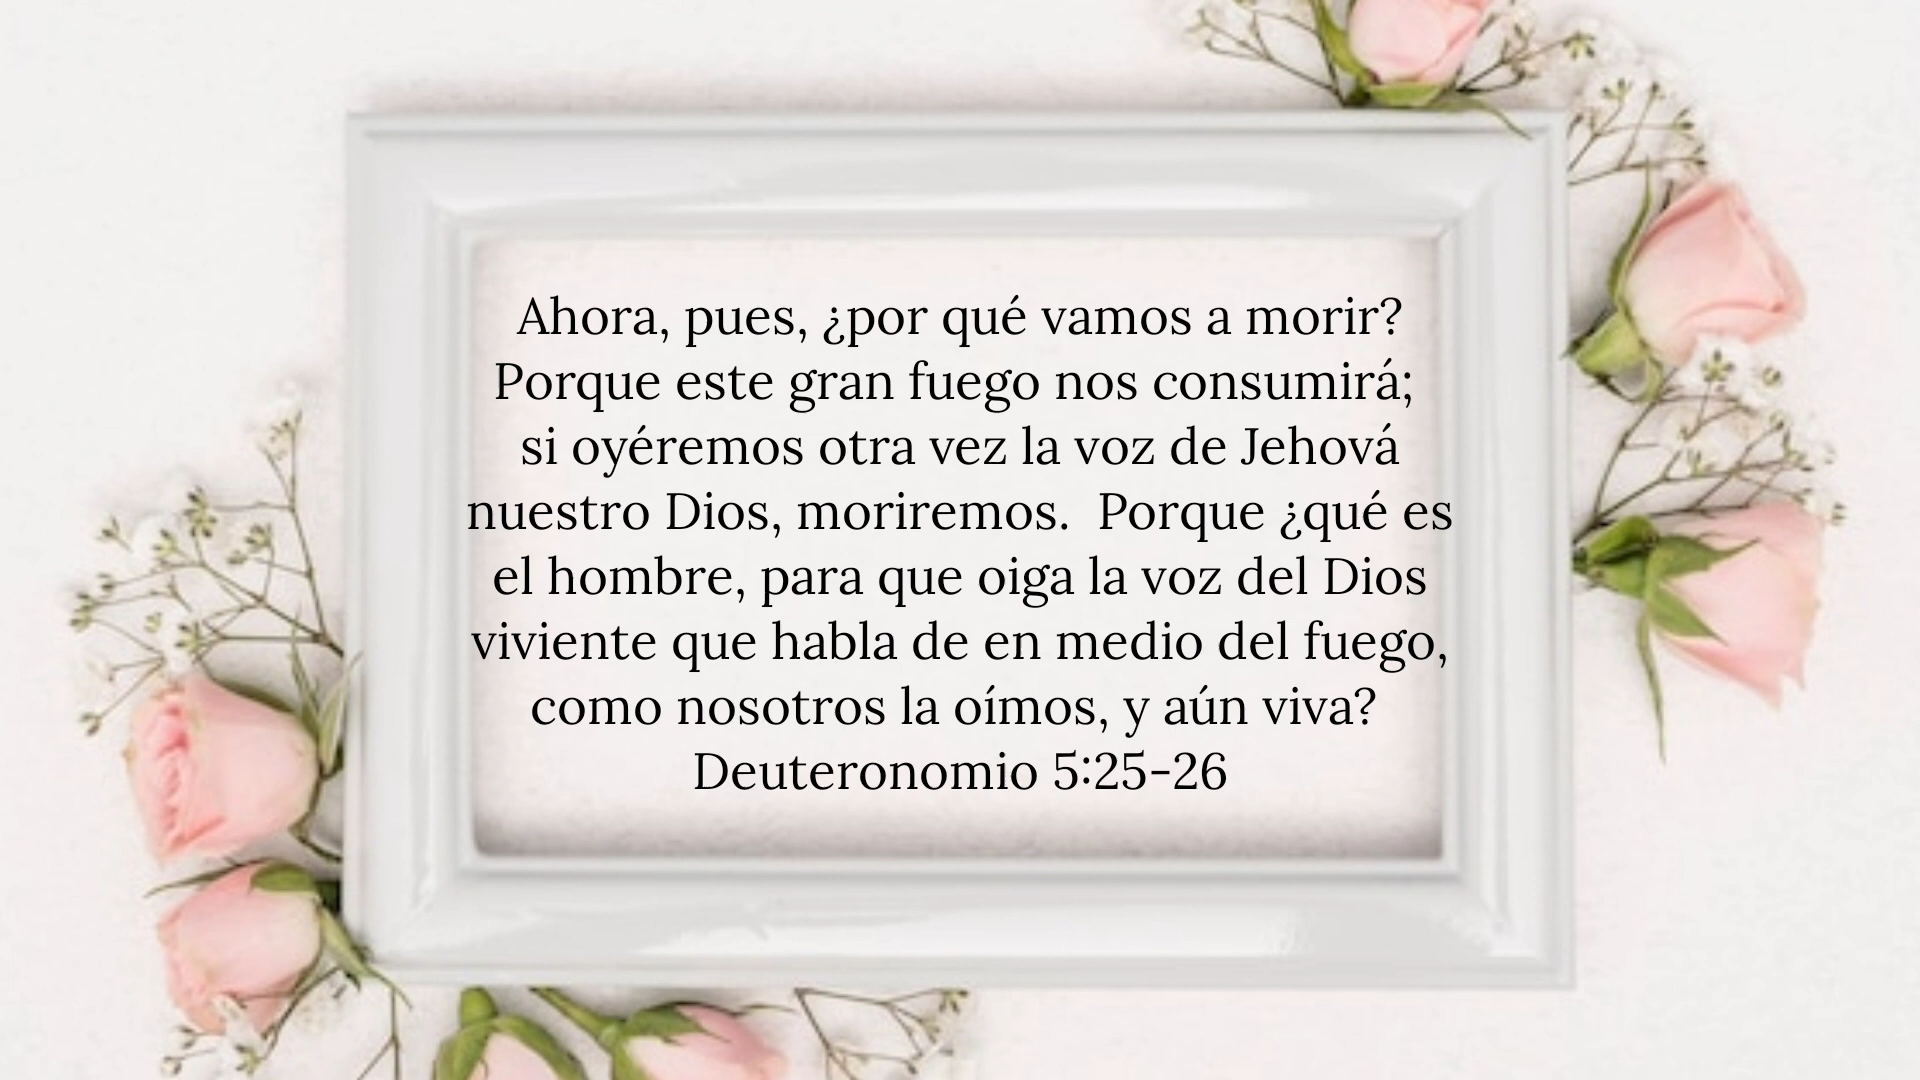 Ahora, pues, ¿por qué vamos a morir?
Porque este gran fuego nos consumirá;
si oyéremos otra vez la voz de Jehová
nuestro Dios, moriremos.  Porque ¿qué es
el hombre, para que oiga la voz del Dios
viviente que habla de en medio del fuego,
como nosotros la oímos, y aún viva?
Deuteronomio 5:25-26